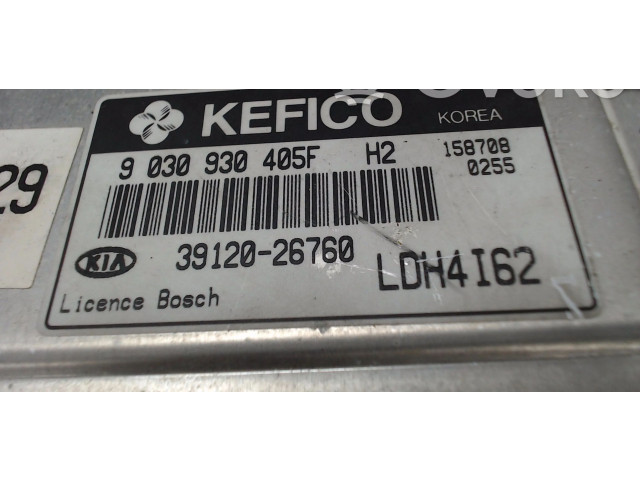 KEFICO KOREA
9 030 930 405F H2 158708
0255
29
KIA 39120-26760 LDH4I62
Licence Bosch